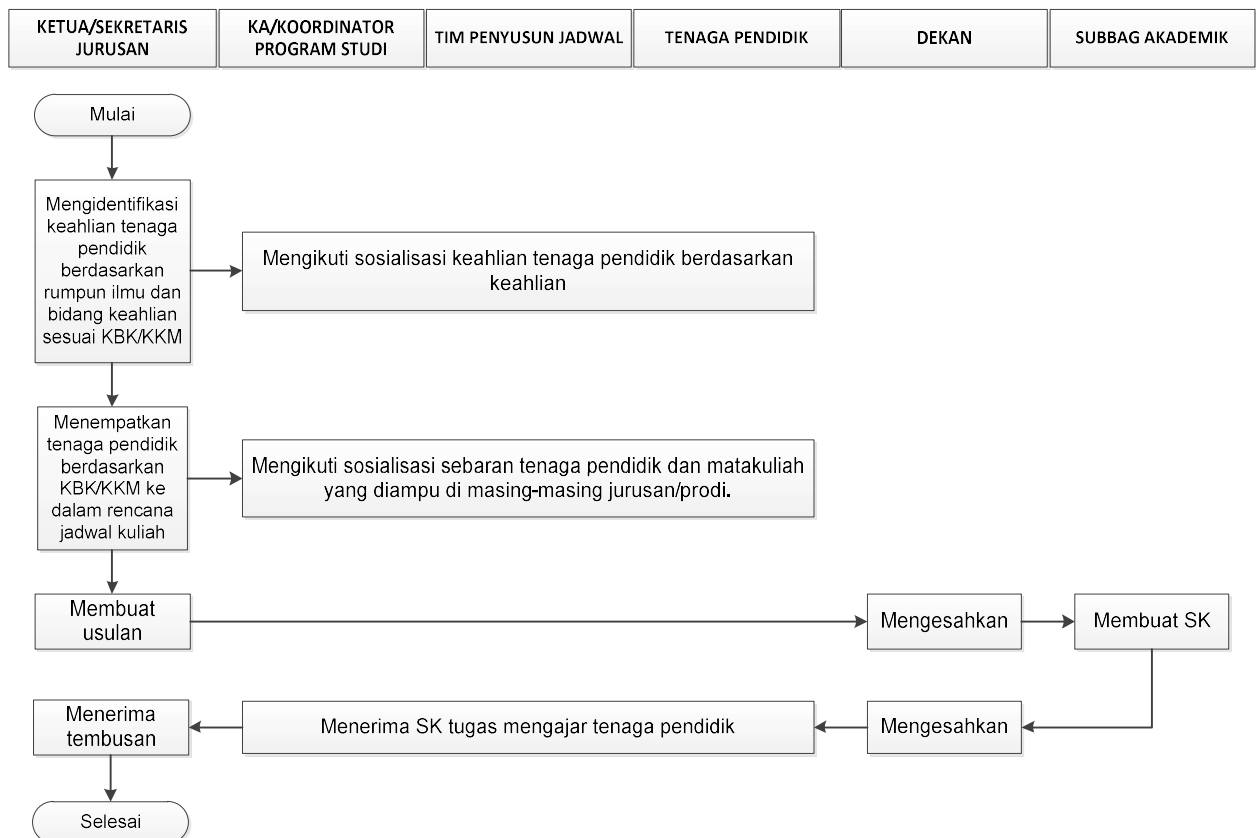 KETUA/SEKRETARIS
JURUSAN
KA/KOORDINATOR
PROGRAM STUDI
TIM PENYUSUN JADWAL
TENAGA PENDIDIK
DEKAN
SUBBAG AKADEMIK
Mulai
Mengidentifikasi
keahlian tenaga
pendidik
berdasarkan
rumpun ilmu dan
bidang keahlian
sesuai KBK/KKM
Mengikuti sosialisasi keahlian tenaga pendidik berdasarkan
keahlian
Menempatkan
tenaga pendidik
berdasarkan
KBK/KKM ke
dalam rencana
jadwal kuliah
Mengikuti sosialisasi sebaran tenaga pendidik dan matakuliah
yang diampu di masing-masing jurusan/prodi.
Membuat
usulan
Mengesahkan
Membuat SK
Menerima
tembusan
Menerima SK tugas mengajar tenaga pendidik
Mengesahkan
Selesai